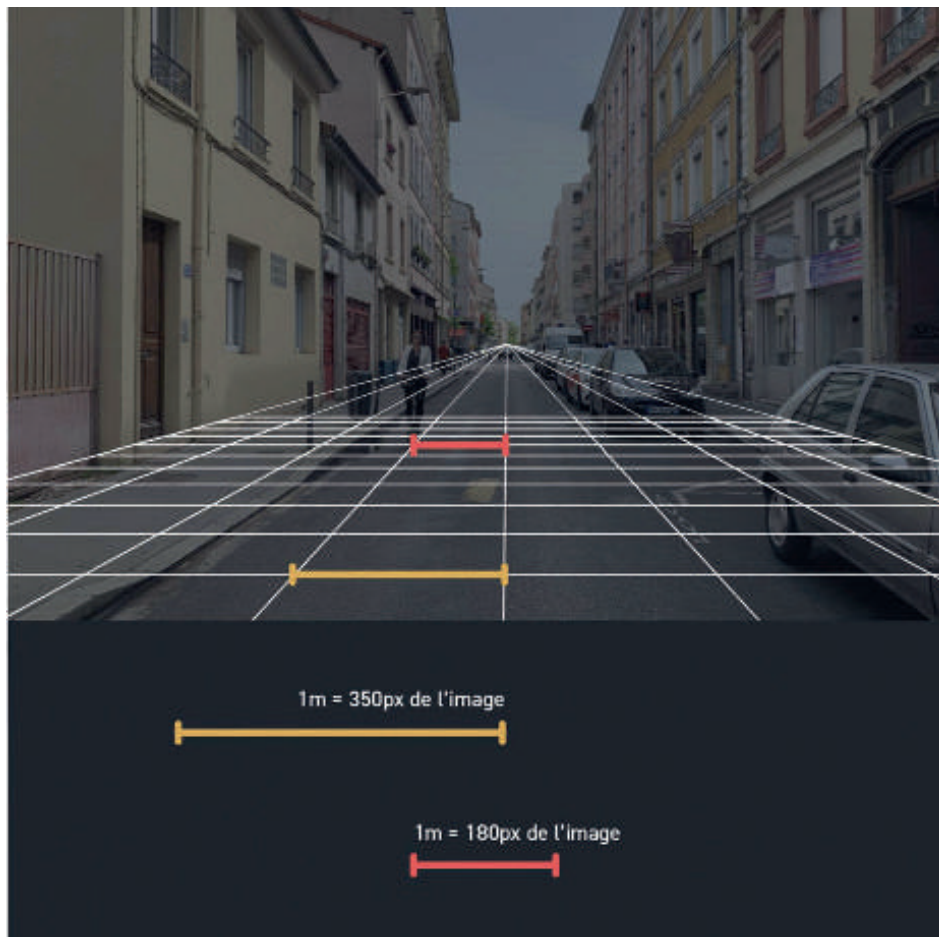 1m = 350px de l'image
1m = 180px de l'image